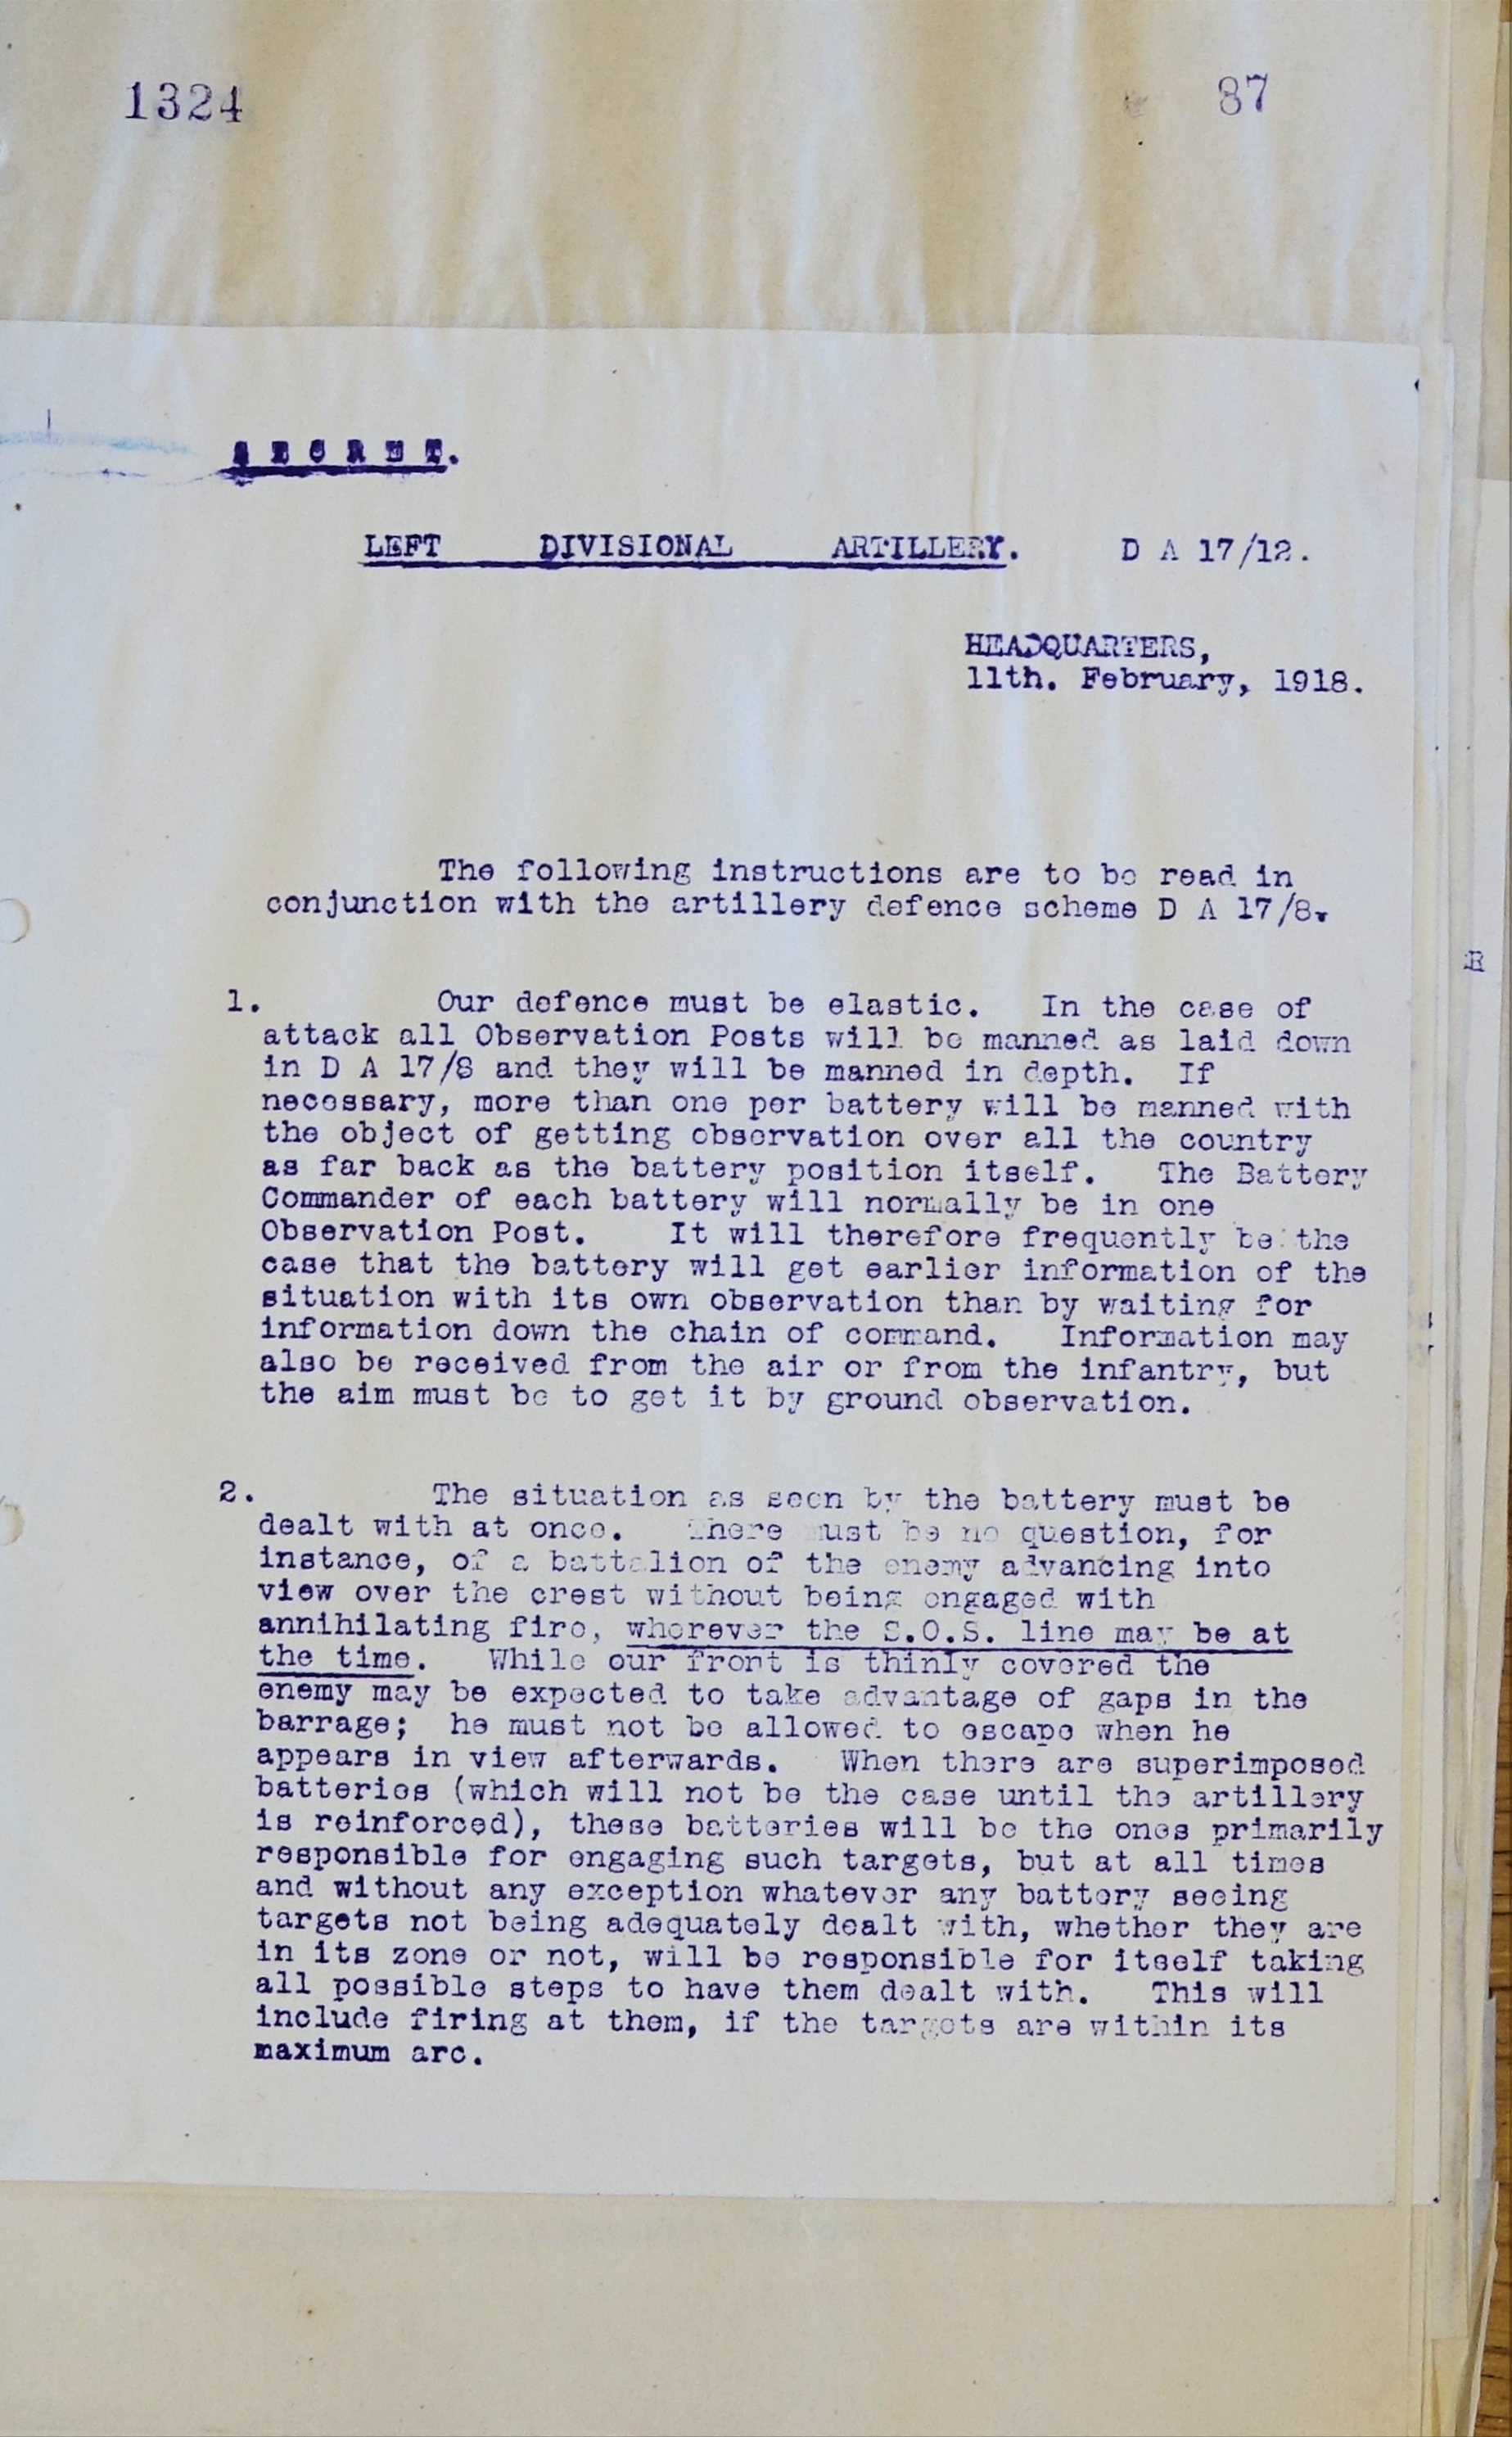 1324 87
SECRET.
LEFT DIVISIONAL ARTILLERY. D A 17/12.
HEADQUARTERS,
11th. February, 1918.
The following instructions are to be read in
conjunction with the artillery defence scheme D A 17/8.
1. Our defence must be elastic. In the case of
attack all Observation Posts will be manned as laid down
in D A 17/8 and they will be manned in depth. If
necessary, more than one per battery will be manned with
the object of getting observation over all the country
as far back as the battery position itself. The Battery
Commander of each battery will normally be in one
Observation Post. It will therefore frequently be the
case that the battery will get earlier information of the
situation with its own observation than by waiting for
information down the chain of command. Information may
also be received from the air or from the infantry, but
the aim must be to get it by ground observation.
2. The situation as seen by the battery must be
dealt with at once. There must be no question, for
instance, of a battalion of the enemy advancing into
view over the crest without being engaged with
annihilating fire, wherever the S.O.S. line may be at
the time. While our front is thinly covered the
enemy may be expected to take advantage of gaps in the
barrage; he must not be allowed to escape when he
appears in view afterwards. When there are superimposed
batteries (which will not be the case until the artillery
is reinforced), these batteries will be the ones primarily
responsible for engaging such targets, but at all times
and without any exception whatever any battery seeing
targets not being adequately dealt with, whether they are
in its zone or not, will be responsible for itself taking
all possible steps to have them dealt with. This will
include firing at them, if the targets are within its
maximum arc.